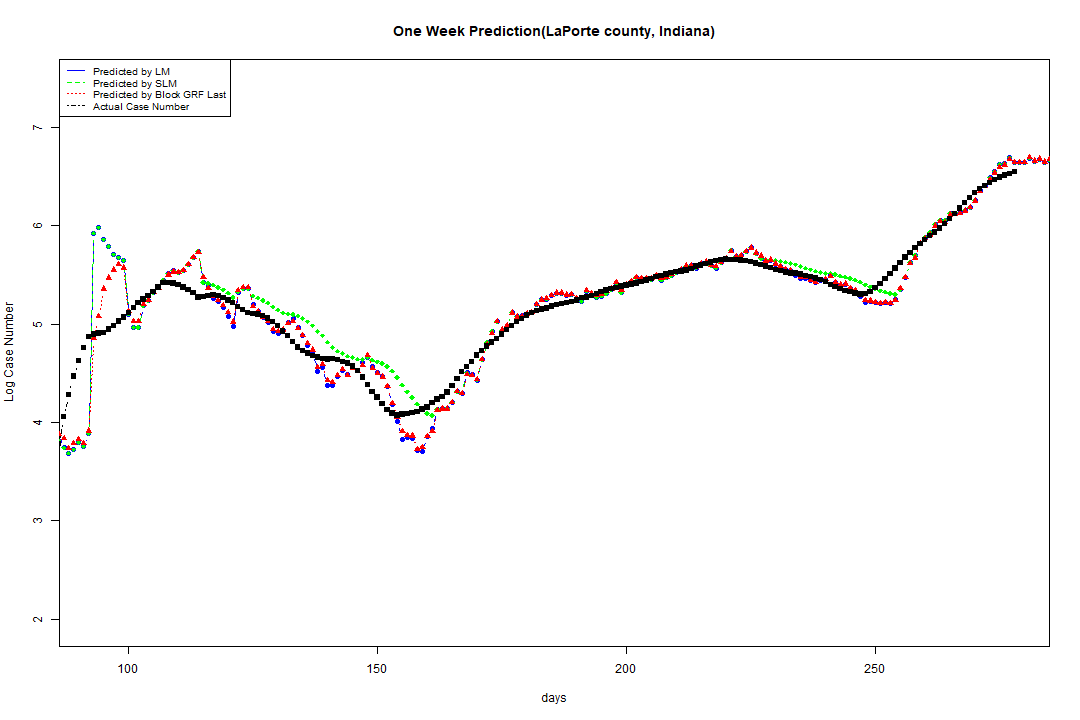 One Week Prediction(LaPorte county, Indiana)
Predicted by LM
Predicted by SLM
Predicted by Block GRF Last
Actual Case Number
Log Case Number
7
6
5
4
3
2
100 150 200 250
days